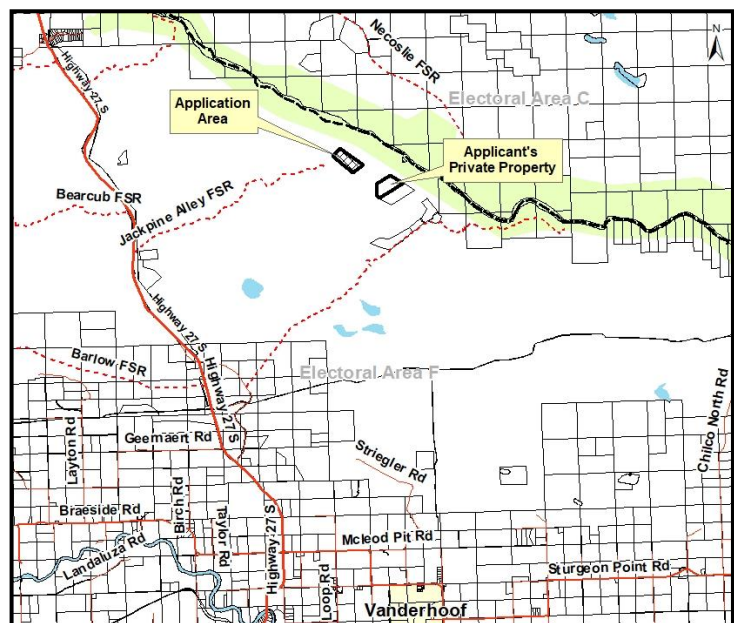 N
Highway 27 S
Necoslie FSR
Electoral Area C
Application
Area
Applicant's
Private Property
Bearcub FSR
Jackpine Alley FSR
Highway 27 S
Barlow FSR
Highway 27 S
Electoral Area F
Layton Rd
Geernaert Rd
Chilco North Rd
Striegler Rd
Birch Rd
Braeside Rd
Taylor Rd
Highway 27 S
Landaluza Rd
Mcleod Pit Rd
Loop Rd
Sturgeon Point Rd
Vanderhoof